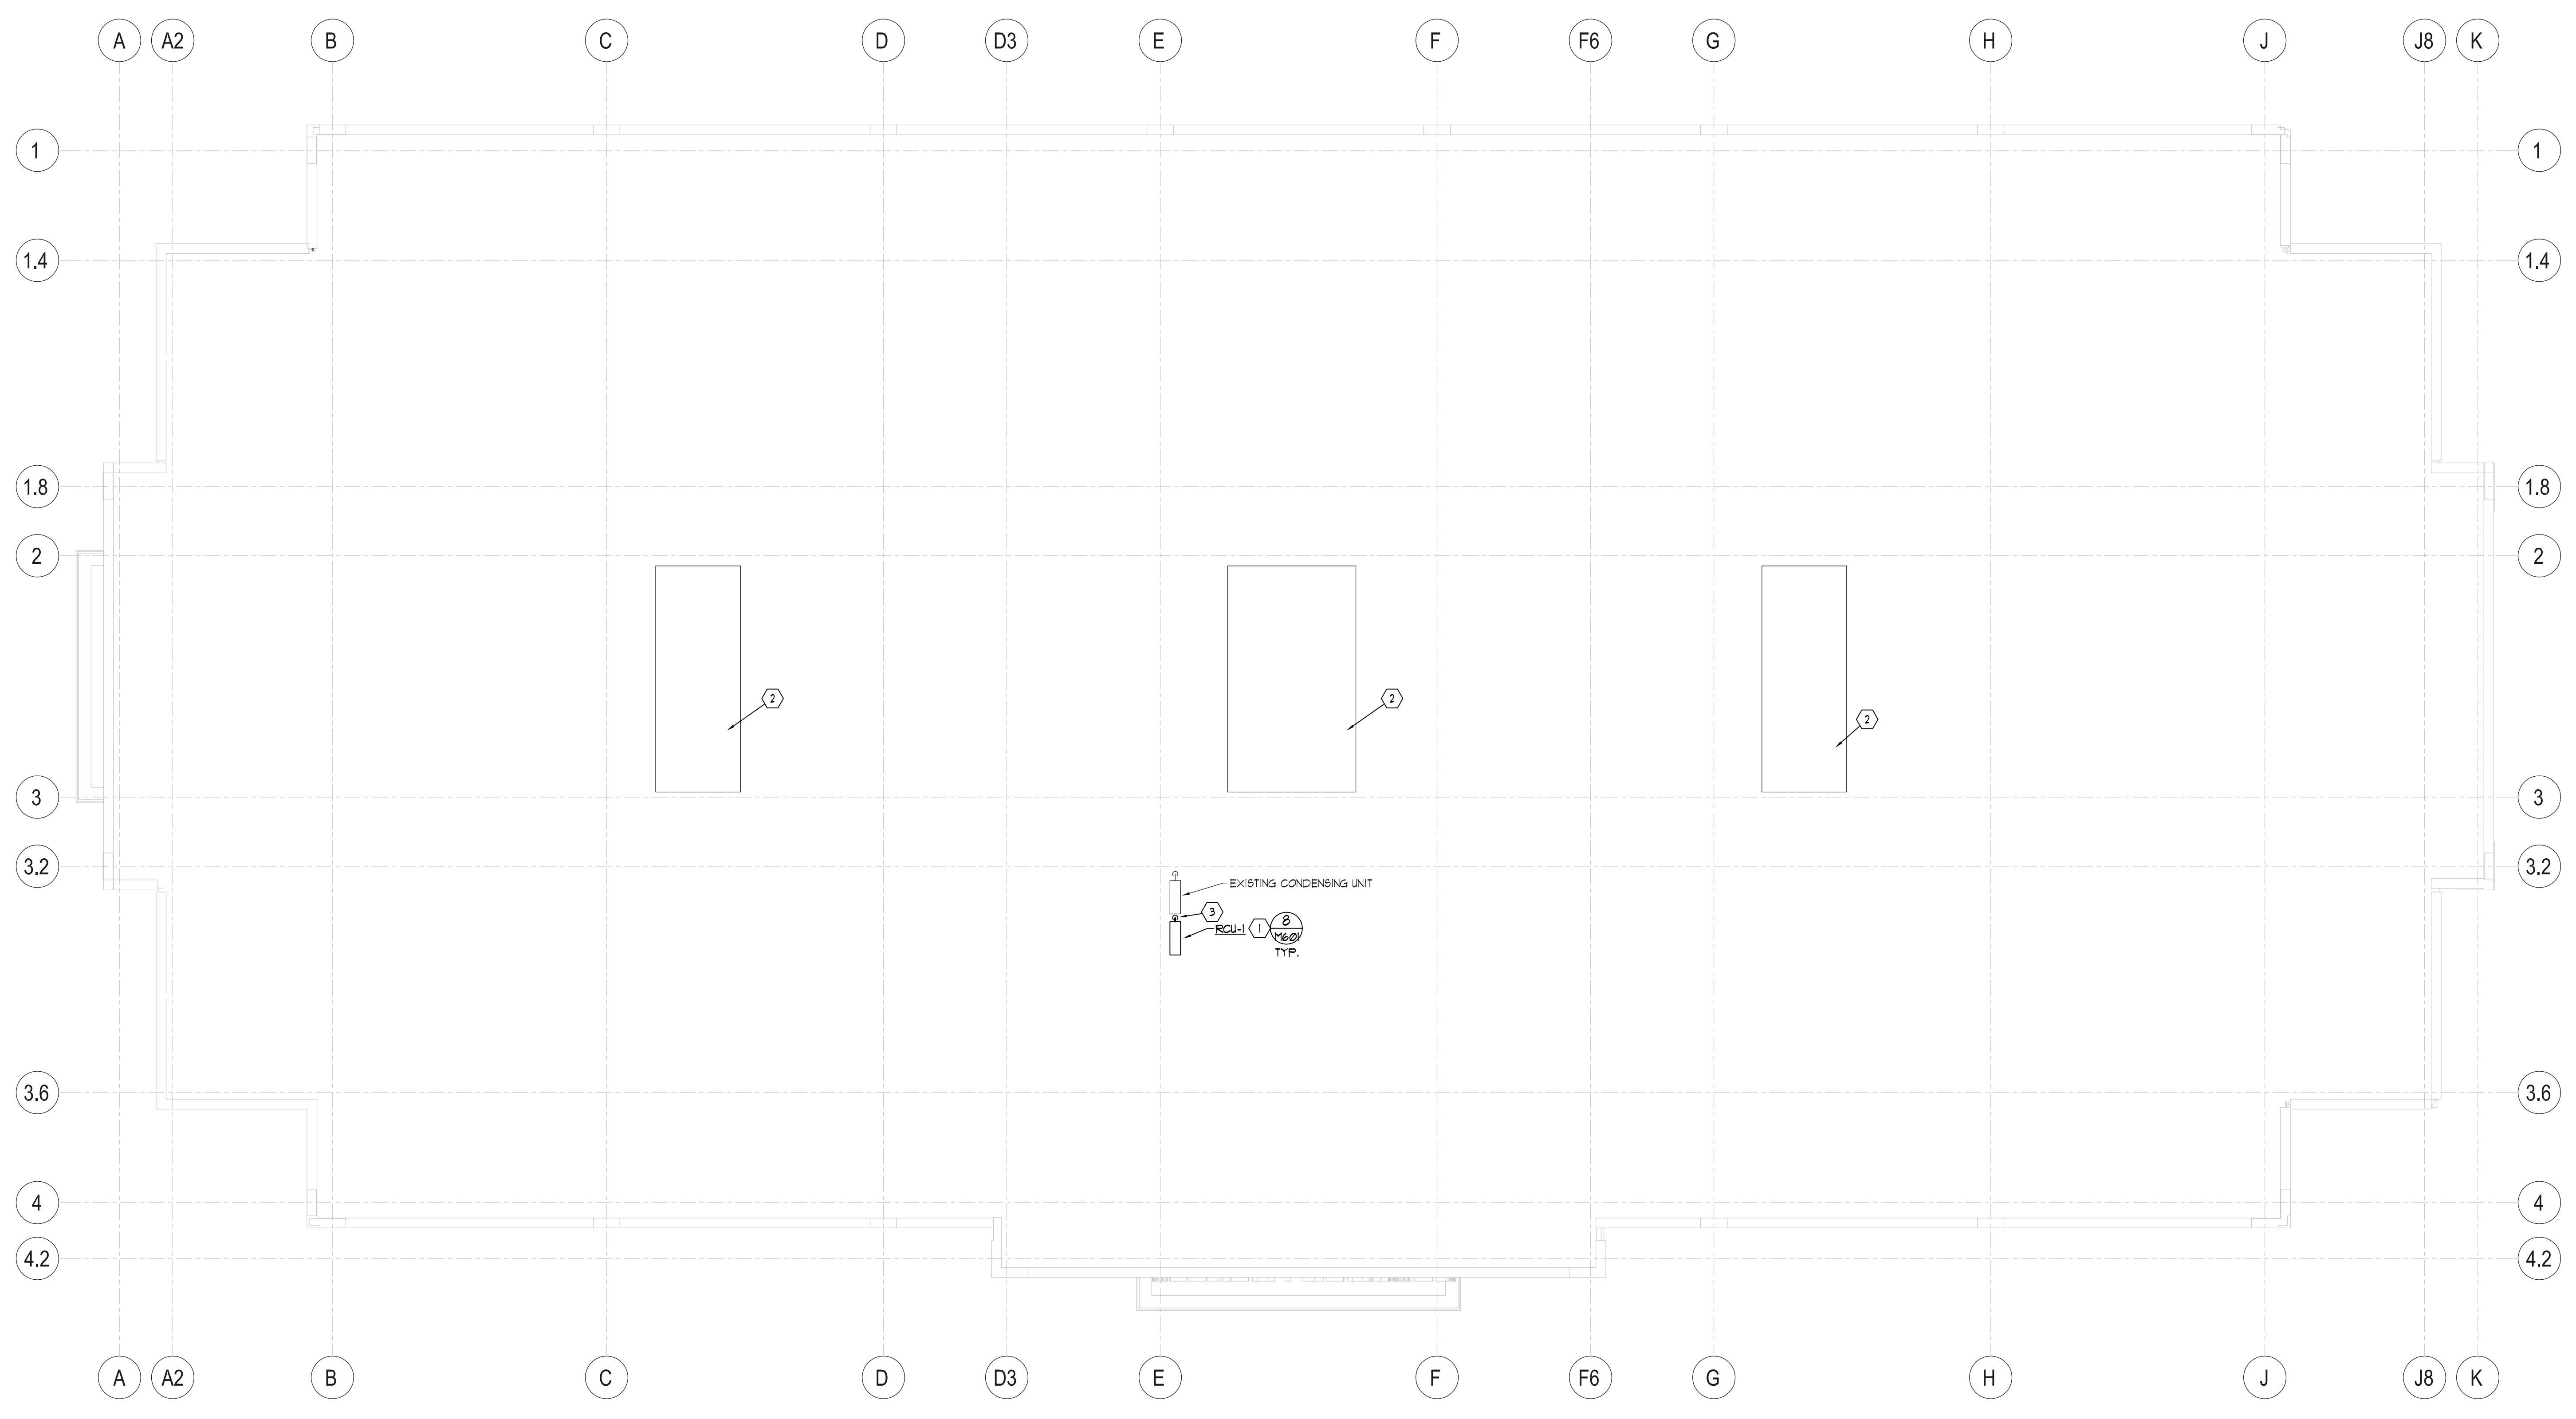 A A2 B C D D3 E F F6 G H J J8 K
1 1
1.4 1.4
1.8 1.8
2 2
2
2
2
3 3
3.2 3.2
EXISTING CONDENSING UNIT
3
RCU-1 1 8
M601
TYP.
3.6 3.6
4 4
4.2 4.2
A A2 B C D D3 E F F6 G H J J8 K